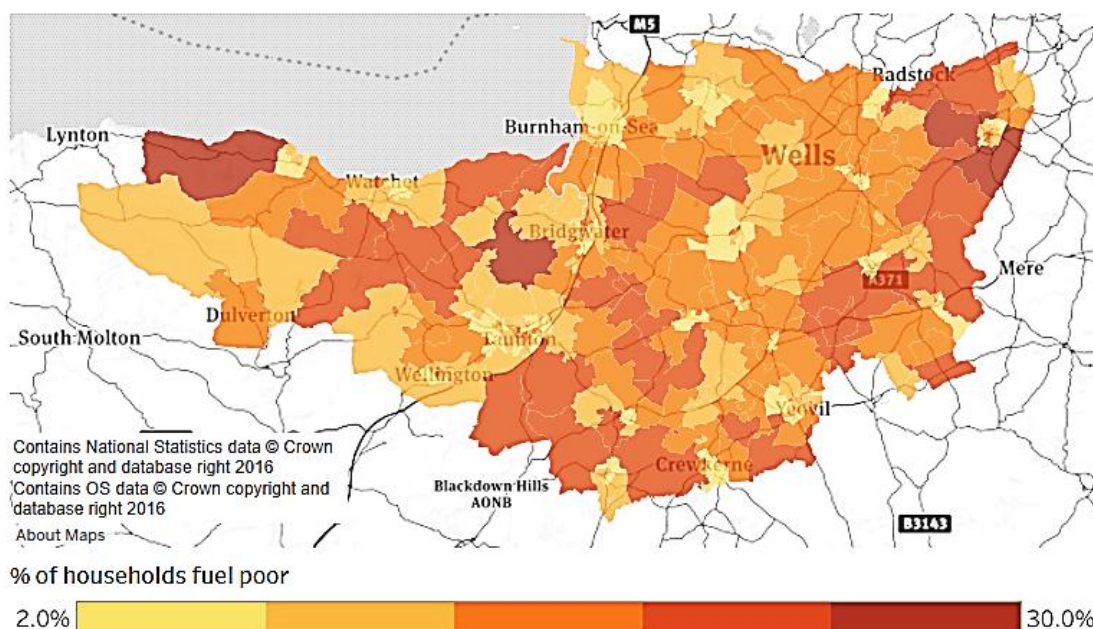 M5
Radstock
Lynton
Burnham-on-Sea
Wells
Watchet
Bridgwater
A371
Mere
Dulverton
South Molton
Taunton
Wellington
Yeovil
Contains National Statistics data © Crown
copyright and database right 2016
Contains OS data © Crown copyright and
database right 2016
Crewkerne
Blackdown Hills
AONB
About Maps
B3143
% of households fuel poor
2.0%
30.0%